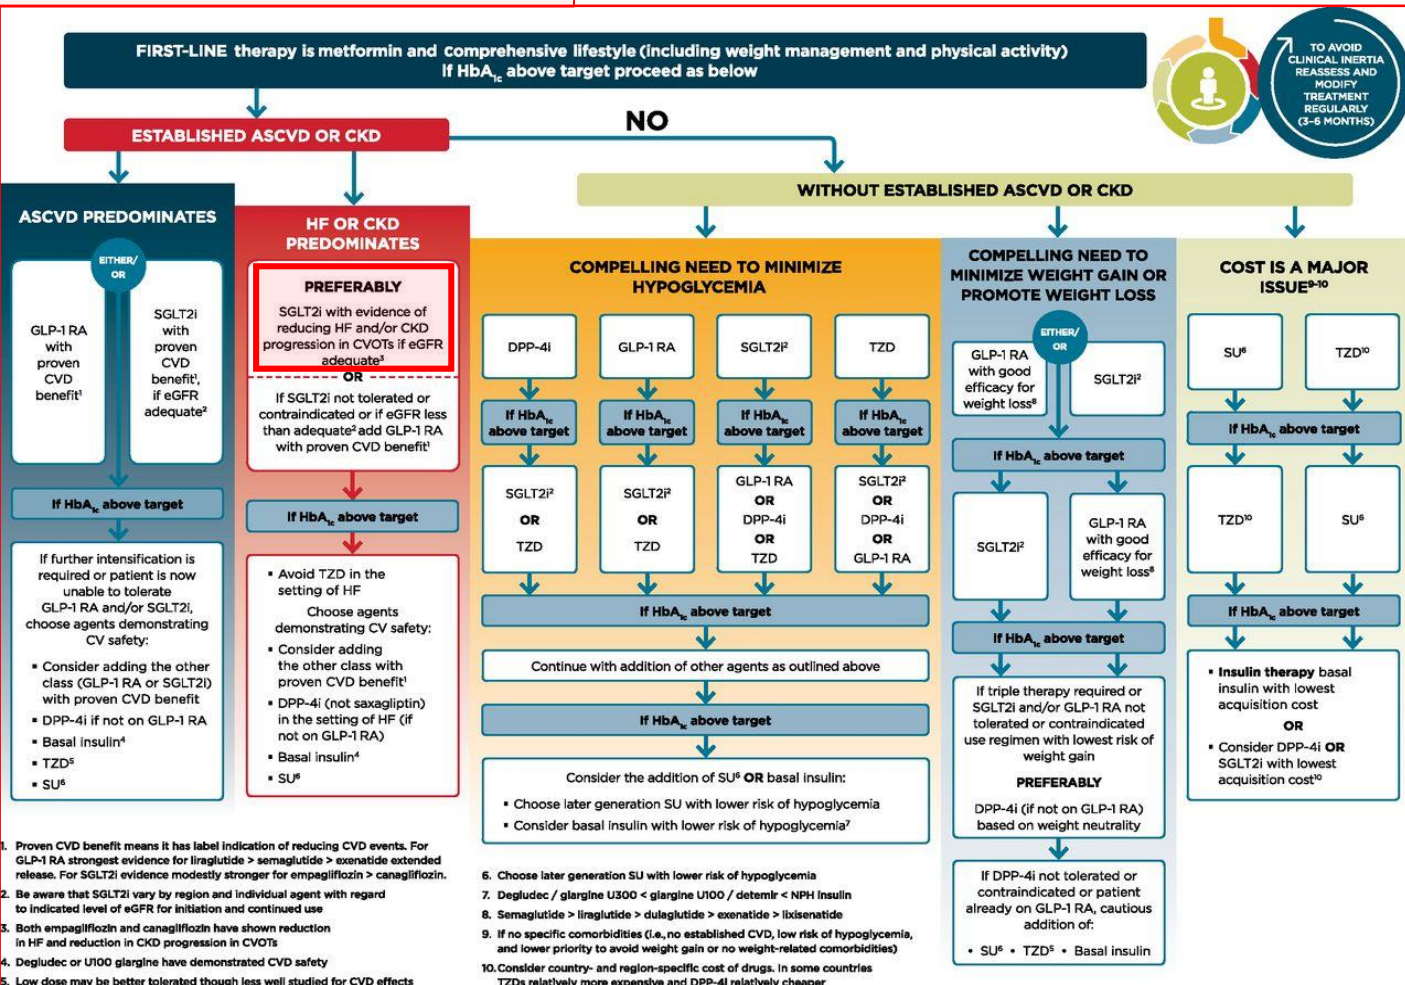 FIRST-LINE therapy is metformin and comprehensive lifestyle (including weight management and physical activity)
If HbA1c above target proceed as below
TO AVOID
CLINICAL INERTIA
REASSESS AND
MODIFY
TREATMENT
REGULARLY
(3–6 MONTHS)
ESTABLISHED ASCVD OR CKD
NO
WITHOUT ESTABLISHED ASCVD OR CKD
ASCVD PREDOMINATES
EITHER/
OR
GLP-1 RA
with
proven
CVD
benefit¹
SGLT2i
with
proven
CVD
benefit¹,
if eGFR
adequate²
If HbA1c above target
If further intensification is
required or patient is now
unable to tolerate
GLP-1 RA and/or SGLT2i,
choose agents demonstrating
CV safety:
▪ Consider adding the other
class (GLP-1 RA or SGLT2i)
with proven CVD benefit
▪ DPP-4i if not on GLP-1 RA
▪ Basal insulin⁴
▪ TZD⁵
▪ SU⁶
HF OR CKD
PREDOMINATES
PREFERABLY
SGLT2i with evidence of
reducing HF and/or CKD
progression in CVOTs if eGFR
adequate³
OR
If SGLT2i not tolerated or
contraindicated or if eGFR less
than adequate² add GLP-1 RA
with proven CVD benefit¹
If HbA1c above target
▪ Avoid TZD in the
setting of HF
Choose agents
demonstrating CV safety:
▪ Consider adding
the other class with
proven CVD benefit¹
▪ DPP-4i (not saxagliptin)
in the setting of HF (if
not on GLP-1 RA)
▪ Basal insulin⁴
▪ SU⁶
COMPELLING NEED TO MINIMIZE
HYPOGLYCEMIA
DPP-4i
GLP-1 RA
SGLT2i²
TZD
If HbA1c
above target
If HbA1c
above target
If HbA1c
above target
If HbA1c
above target
SGLT2i²
OR
TZD
SGLT2i²
OR
TZD
GLP-1 RA
OR
DPP-4i
OR
TZD
SGLT2i²
OR
DPP-4i
OR
GLP-1 RA
If HbA1c above target
Continue with addition of other agents as outlined above
If HbA1c above target
Consider the addition of SU⁶ OR basal insulin:
▪ Choose later generation SU with lower risk of hypoglycemia
▪ Consider basal insulin with lower risk of hypoglycemia⁷
COMPELLING NEED TO
MINIMIZE WEIGHT GAIN OR
PROMOTE WEIGHT LOSS
EITHER/
OR
GLP-1 RA
with good
efficacy for
weight loss⁸
SGLT2i²
If HbA1c above target
SGLT2i²
GLP-1 RA
with good
efficacy for
weight loss⁸
If HbA1c above target
If triple therapy required or
SGLT2i and/or GLP-1 RA not
tolerated or contraindicated
use regimen with lowest risk of
weight gain
PREFERABLY
DPP-4i (if not on GLP-1 RA)
based on weight neutrality
If DPP-4i not tolerated or
contraindicated or patient
already on GLP-1 RA, cautious
addition of:
• SU⁶ • TZD⁵ • Basal insulin
COST IS A MAJOR
ISSUE⁹⁻¹⁰
SU⁶
TZD¹⁰
If HbA1c above target
TZD¹⁰
SU⁶
If HbA1c above target
▪ Insulin therapy basal
insulin with lowest
acquisition cost
OR
▪ Consider DPP-4i OR
SGLT2i with lowest
acquisition cost¹⁰
1. Proven CVD benefit means it has label indication of reducing CVD events. For
GLP-1 RA strongest evidence for liraglutide > semaglutide > exenatide extended
release. For SGLT2i evidence modestly stronger for empagliflozin > canagliflozin.
2. Be aware that SGLT2i vary by region and individual agent with regard
to indicated level of eGFR for initiation and continued use
3. Both empagliflozin and canagliflozin have shown reduction
in HF and reduction in CKD progression in CVOTs
4. Degludec or U100 glargine have demonstrated CVD safety
5. Low dose may be better tolerated though less well studied for CVD effects
6. Choose later generation SU with lower risk of hypoglycemia
7. Degludec / glargine U300 < glargine U100 / detemir < NPH insulin
8. Semaglutide > liraglutide > dulaglutide > exenatide > lixisenatide
9. If no specific comorbidities (i.e., no established CVD, low risk of hypoglycemia,
and lower priority to avoid weight gain or no weight-related comorbidities)
10. Consider country- and region-specific cost of drugs. In some countries
TZDs relatively more expensive and DPP-4i relatively cheaper